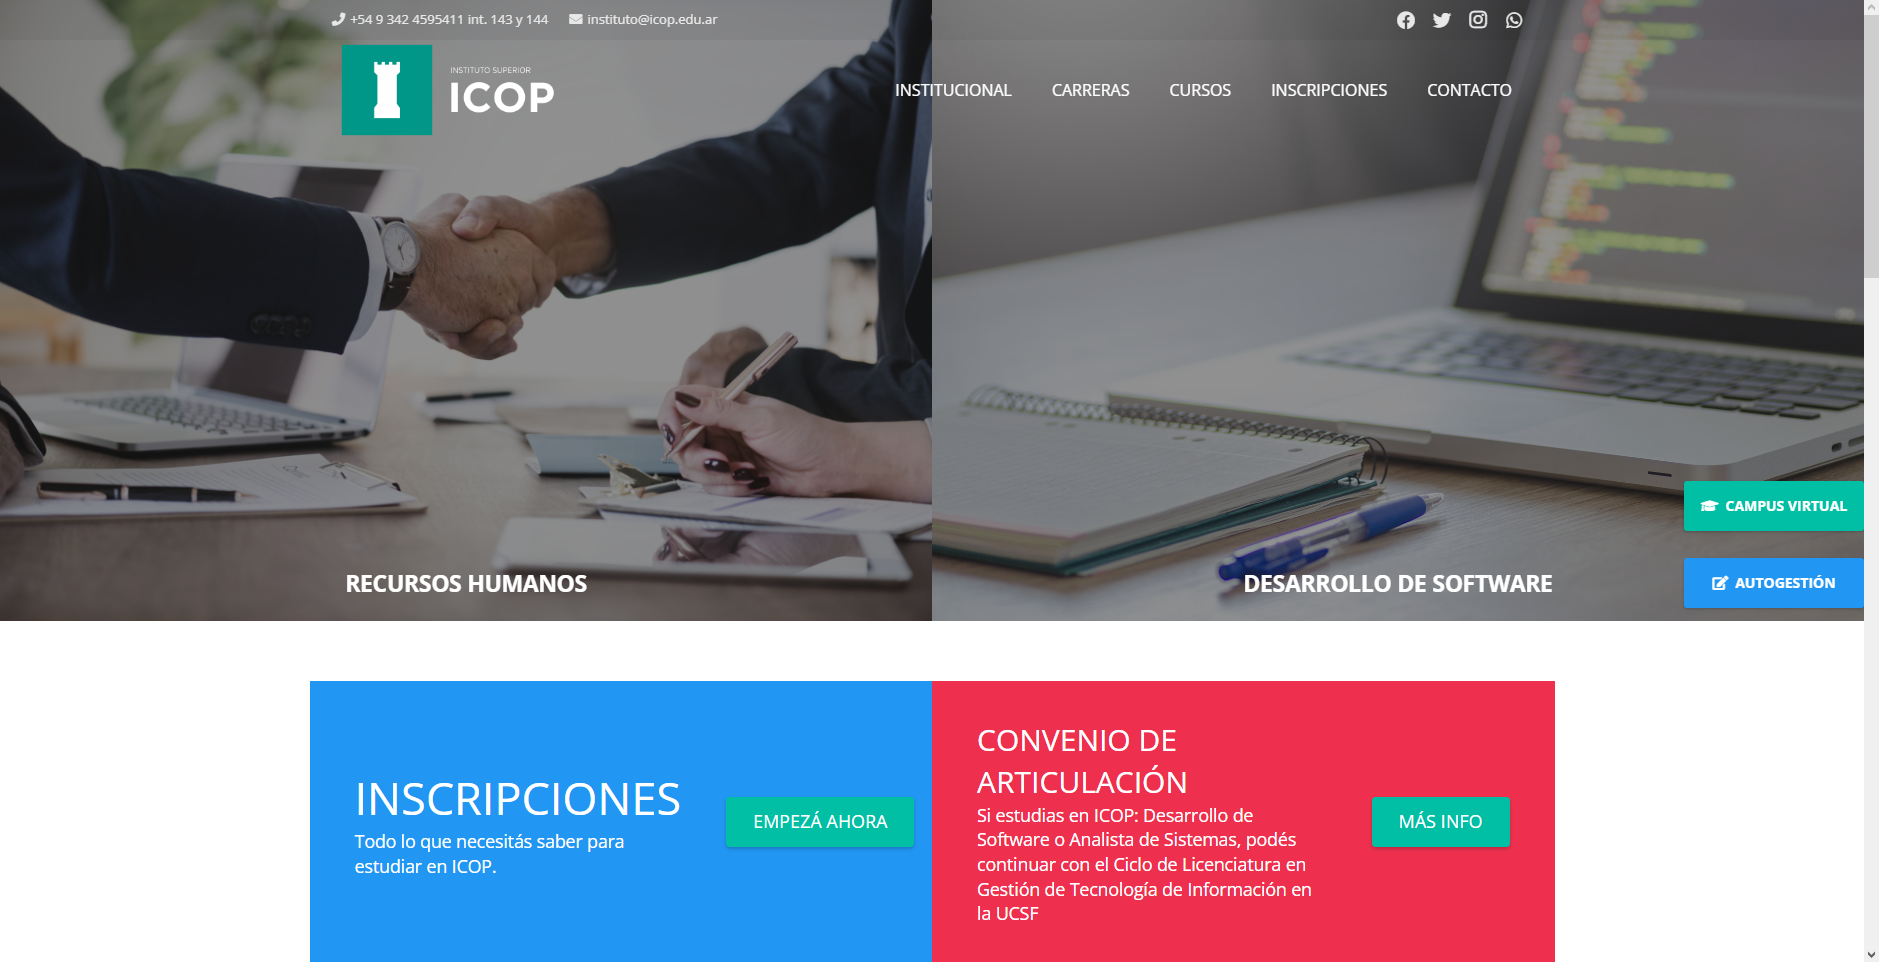 +54 9 342 4595411 int. 143 y 144
instituto@icop.edu.ar
INSTITUTO SUPERIOR
ICOP
INSTITUCIONAL
CARRERAS
CURSOS
INSCRIPCIONES
CONTACTO
RECURSOS HUMANOS
DESARROLLO DE SOFTWARE
CAMPUS VIRTUAL
AUTOGESTIÓN
INSCRIPCIONES
Todo lo que necesitás saber para
estudiar en ICOP.
EMPEZÁ AHORA
CONVENIO DE
ARTICULACIÓN
Si estudias en ICOP: Desarrollo de
Software o Analista de Sistemas, podés
continuar con el Ciclo de Licenciatura en
Gestión de Tecnología de Información en
la UCSF
MÁS INFO